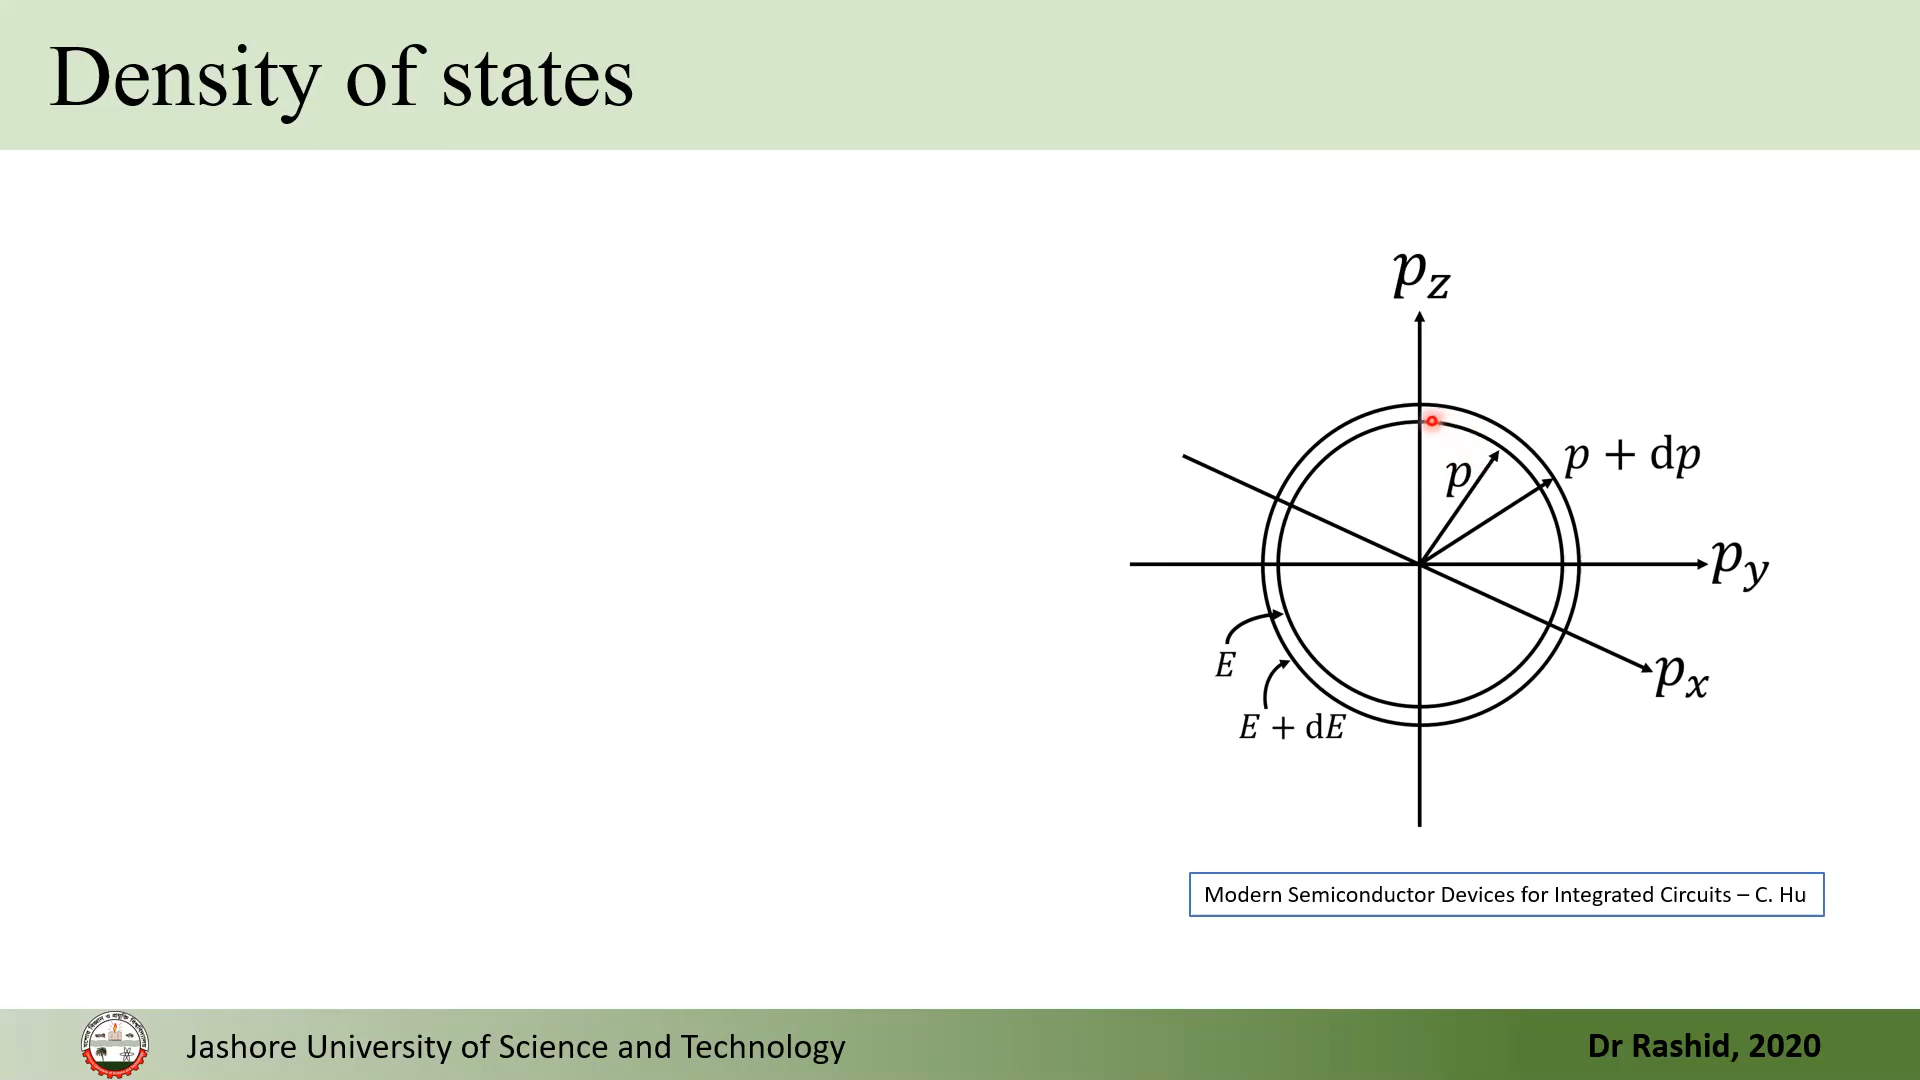 Density of states
p_z
p + dp
p
p_y
E
p_x
E + dE
Modern Semiconductor Devices for Integrated Circuits – C. Hu
Jashore University of Science and Technology
Dr Rashid, 2020